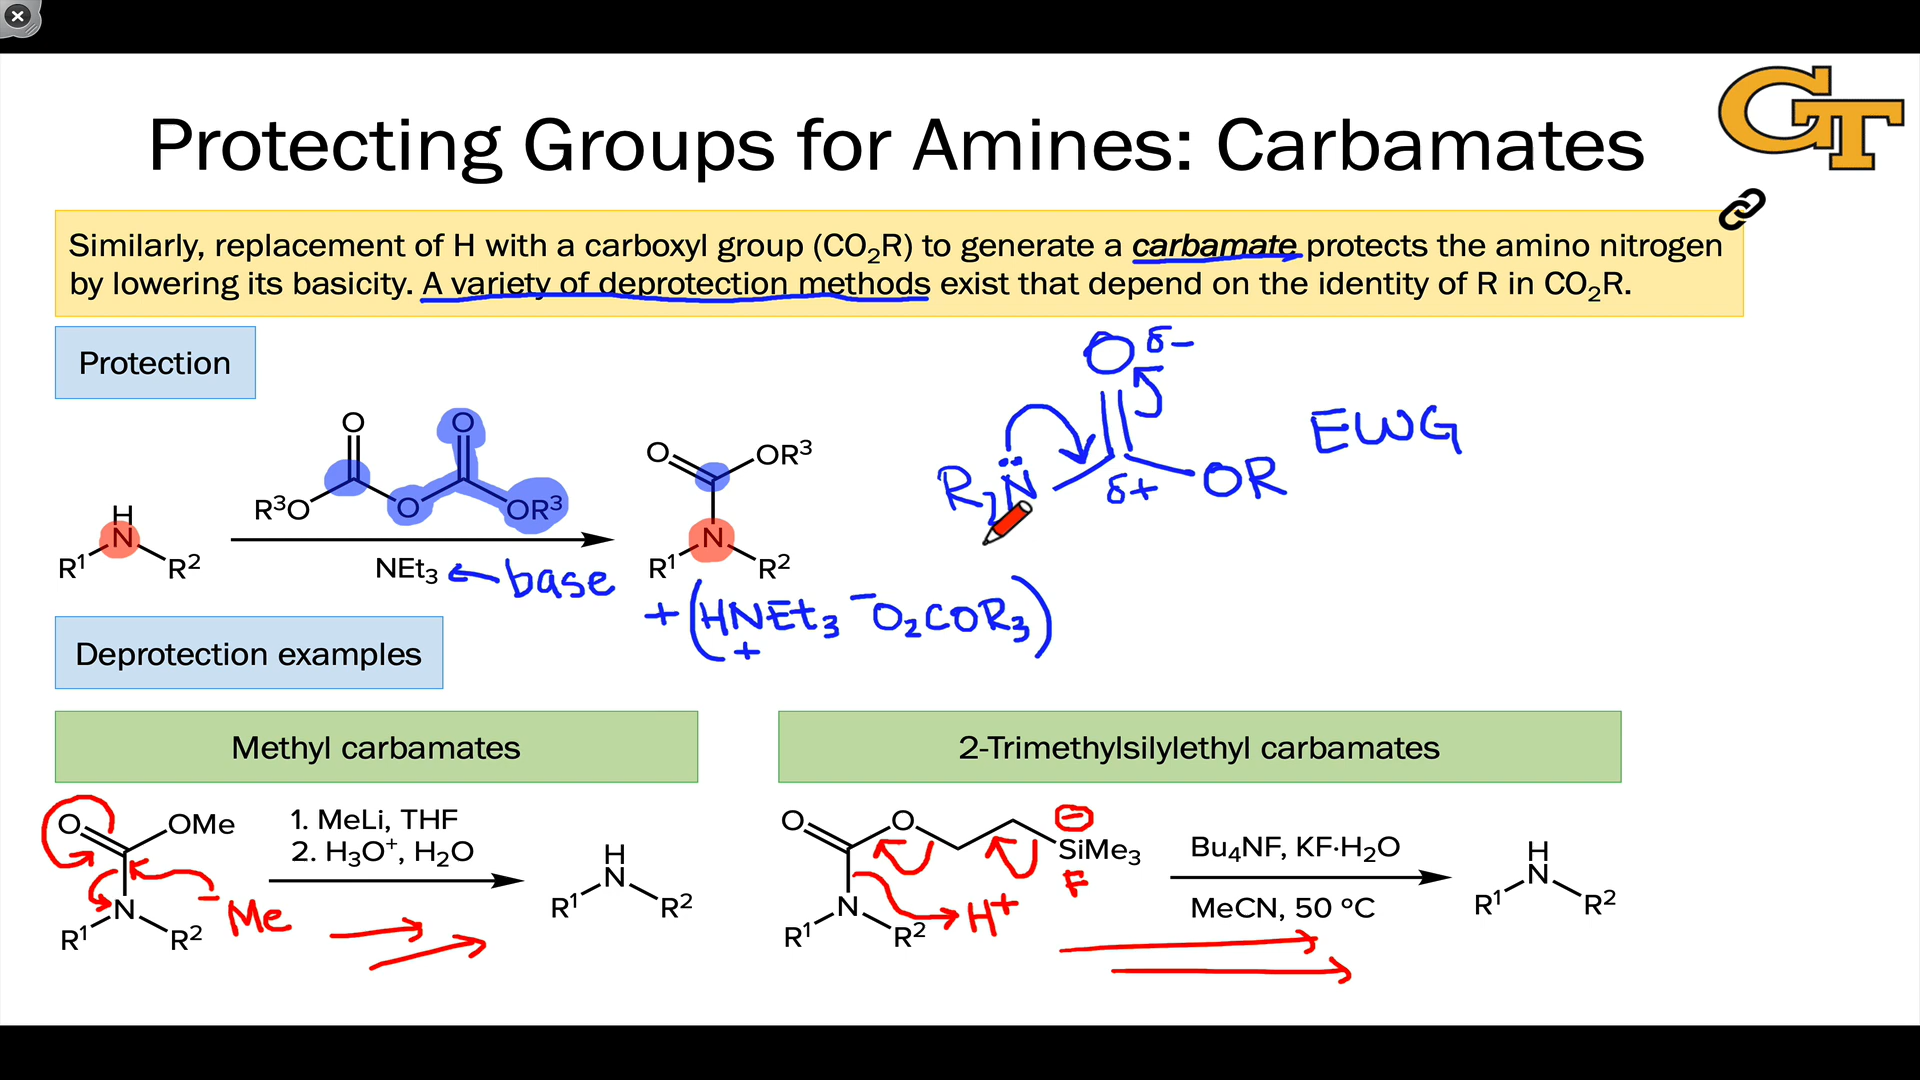 Protecting Groups for Amines: Carbamates
GT
Similarly, replacement of H with a carboxyl group (CO₂R) to generate a carbamate protects the amino nitrogen
by lowering its basicity. A variety of deprotection methods exist that depend on the identity of R in CO₂R.
Protection
H
N
R¹
R²
O
O
R³O
O
OR³
NEt₃
base
O
OR³
N
R¹
R²
+ (HNEt₃ ⁻O₂COR₃)
+
O δ-
R₂N̈
δ+
OR
EWG
Deprotection examples
Methyl carbamates
O
OMe
N
R¹
R²
- Me
1. MeLi, THF
2. H₃O⁺, H₂O
H
N
R¹
R²
2-Trimethylsilylethyl carbamates
O
O
-
SiMe₃
F
N
R¹
R²
H+
Bu₄NF, KF·H₂O
MeCN, 50 ºC
H
N
R¹
R²